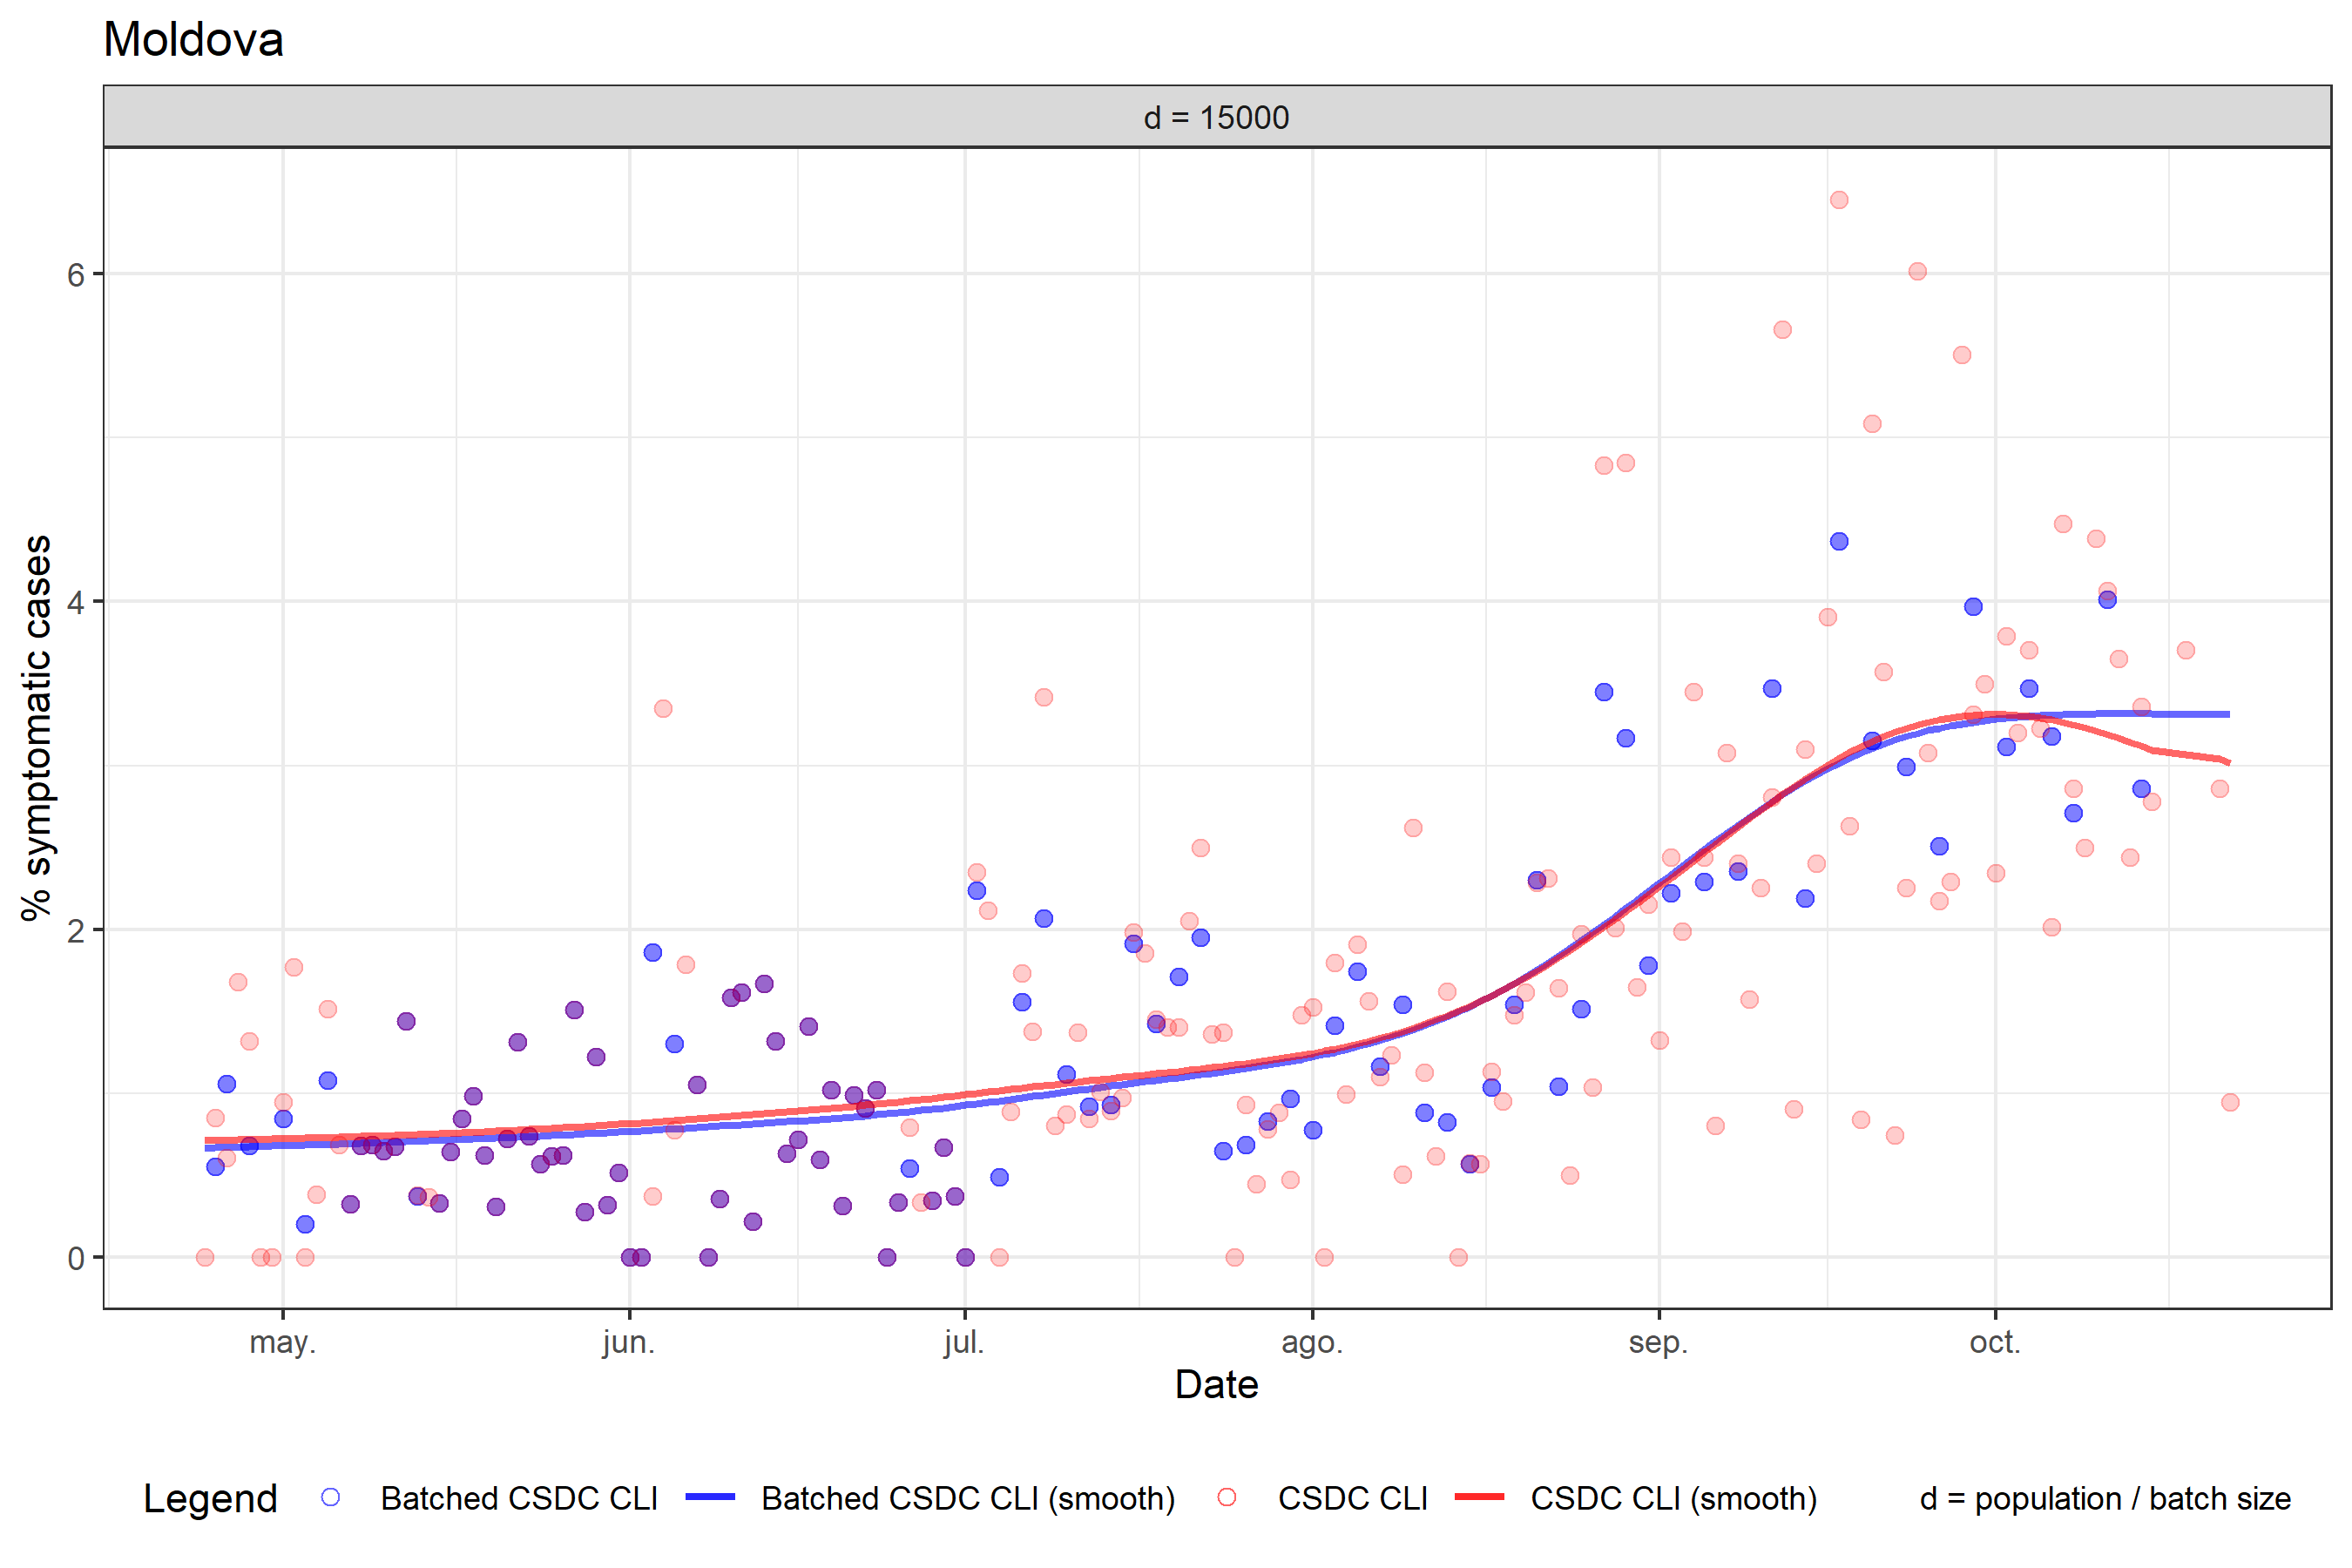 Moldova
d = 15000
% symptomatic cases
6
4
2
0
may.
jun.
jul.
ago.
sep.
oct.
Date
Legend
Batched CSDC CLI
Batched CSDC CLI (smooth)
CSDC CLI
CSDC CLI (smooth)
d = population / batch size